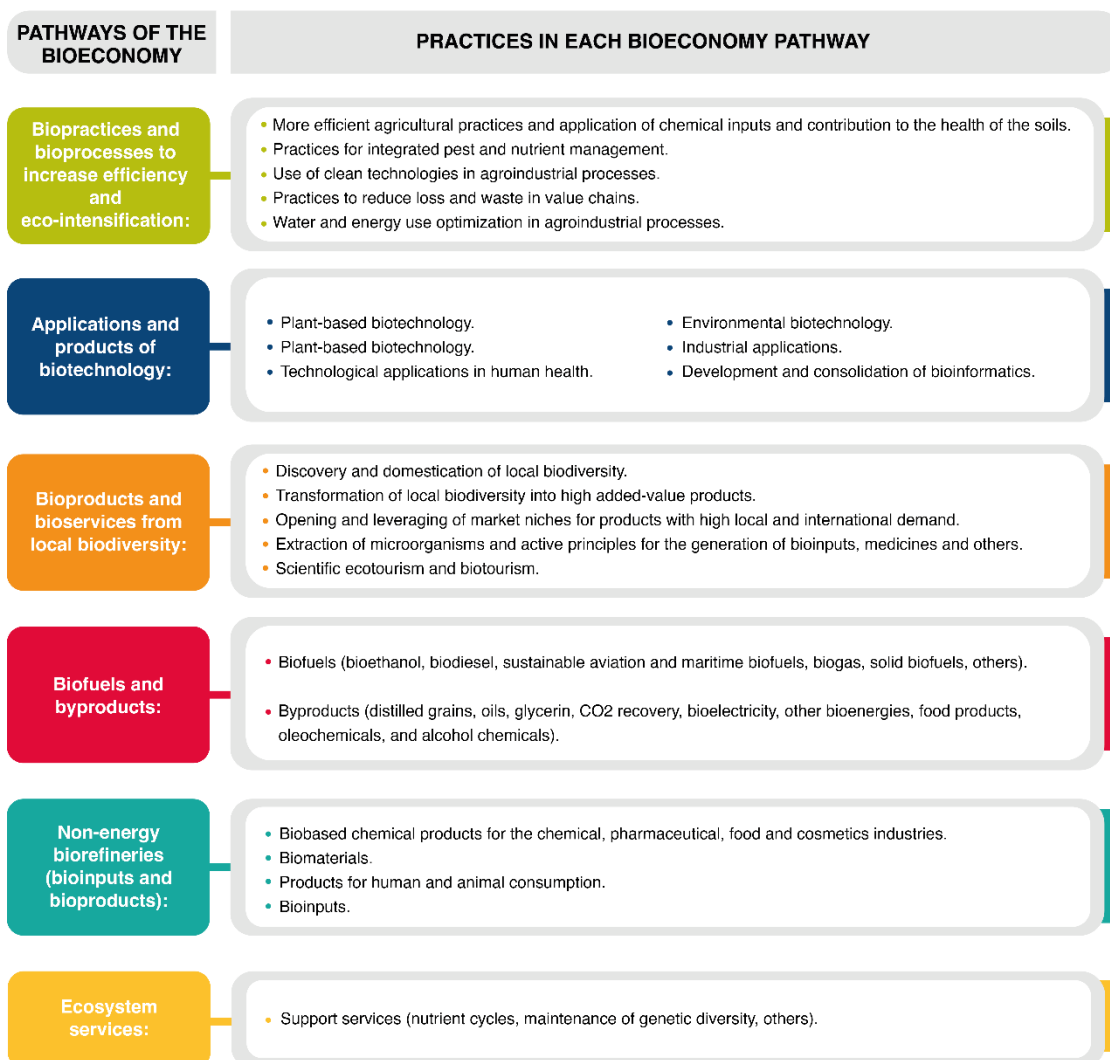 PATHWAYS OF THE
BIOECONOMY
PRACTICES IN EACH BIOECONOMY PATHWAY
Biopractices and
bioprocesses to
increase efficiency
and
eco-intensification:
• More efficient agricultural practices and application of chemical inputs and contribution to the health of the soils.
• Practices for integrated pest and nutrient management.
• Use of clean technologies in agroindustrial processes.
• Practices to reduce loss and waste in value chains.
• Water and energy use optimization in agroindustrial processes.
Applications and
products of
biotechnology:
• Plant-based biotechnology.
• Plant-based biotechnology.
• Technological applications in human health.
• Environmental biotechnology.
• Industrial applications.
• Development and consolidation of bioinformatics.
Bioproducts and
bioservices from
local biodiversity:
• Discovery and domestication of local biodiversity.
• Transformation of local biodiversity into high added-value products.
• Opening and leveraging of market niches for products with high local and international demand.
• Extraction of microorganisms and active principles for the generation of bioinputs, medicines and others.
• Scientific ecotourism and biotourism.
Biofuels and
byproducts:
• Biofuels (bioethanol, biodiesel, sustainable aviation and maritime biofuels, biogas, solid biofuels, others).
• Byproducts (distilled grains, oils, glycerin, CO2 recovery, bioelectricity, other bioenergies, food products,
oleochemicals, and alcohol chemicals).
Non-energy
biorefineries
(bioinputs and
bioproducts):
• Biobased chemical products for the chemical, pharmaceutical, food and cosmetics industries.
• Biomaterials.
• Products for human and animal consumption.
• Bioinputs.
Ecosystem
services:
• Support services (nutrient cycles, maintenance of genetic diversity, others).